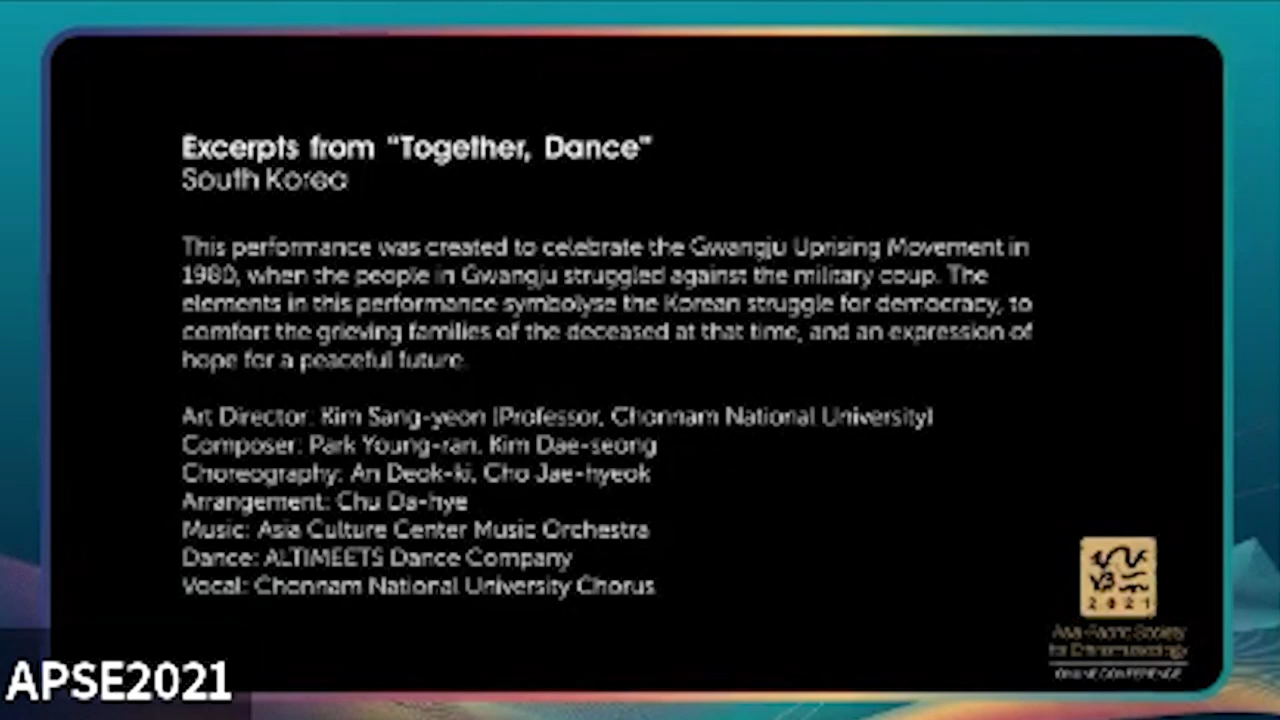 Excerpts from "Together, Dance"
South Korea
This performance was created to celebrate the Gwangju Uprising Movement in
1980, when the people in Gwangju struggled against the military coup. The
elements in this performance symbolyse the Korean struggle for democracy, to
comfort the grieving families of the deceased at that time, and an expression of
hope for a peaceful future.
Art Director: Kim Sang-yeon (Professor, Chonnam National University)
Composer: Park Young-ran, Kim Dae-seong
Choreography: An Deok-ki, Cho Jae-hyeok
Arrangement: Chu Da-hye
Music: Asia Culture Center Music Orchestra
Dance: ALTIMEETS Dance Company
Vocal: Chonnam National University Chorus
2021
Asia-Pacific Society
for Ethnomusicology
ONLINE CONFERENCE
APSE2021